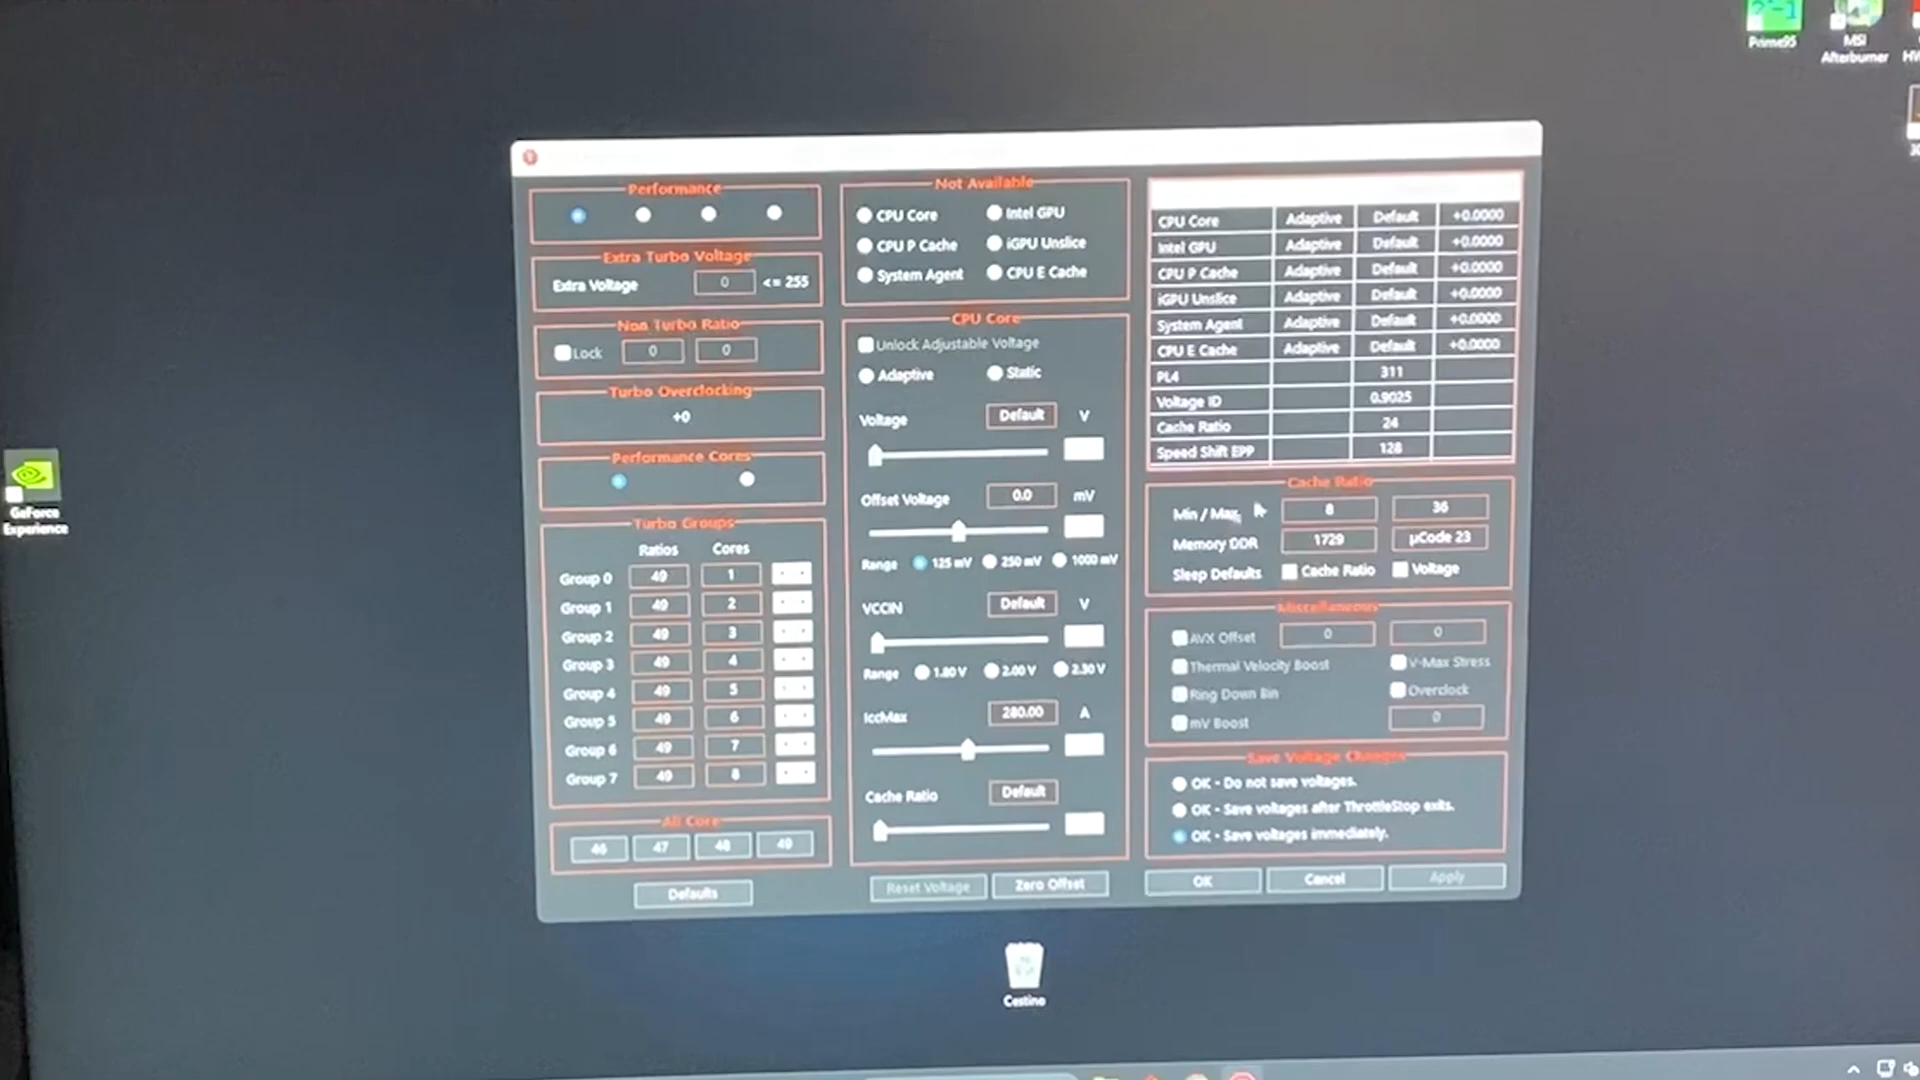 Prime95
MSI
Afterburner
GeForce
Experience
Performance
Extra Turbo Voltage
Extra Voltage 0 <= 255
Non Turbo Ratio
Lock 0 0
Turbo Overclocking
+0
Performance Cores
Turbo Groups
Ratios Cores
Group 0 49 1
Group 1 49 2
Group 2 49 3
Group 3 49 4
Group 4 49 5
Group 5 49 6
Group 6 49 7
Group 7 49 8
All Core
46 47 48 49
Defaults
Not Available
CPU Core Intel GPU
CPU P Cache iGPU Unslice
System Agent CPU E Cache
CPU Core
Unlock Adjustable Voltage
Adaptive Static
Voltage Default V
Offset Voltage 0.0 mV
Range 125 mV 250 mV 1000 mV
VCCIN Default V
Range 1.80 V 2.00 V 2.30 V
IccMax 280.00 A
Cache Ratio Default
Reset Voltage Zero Offset
CPU Core Adaptive Default +0.0000
Intel GPU Adaptive Default +0.0000
CPU P Cache Adaptive Default +0.0000
iGPU Unslice Adaptive Default +0.0000
System Agent Adaptive Default +0.0000
CPU E Cache Adaptive Default +0.0000
PL4 311
Voltage ID 0.9025
Cache Ratio 24
Speed Shift EPP 128
Cache Ratio
Min / Max 8 36
Memory DDR 1729 µCode 23
Sleep Defaults Cache Ratio Voltage
Miscellaneous
AVX Offset 0 0
Thermal Velocity Boost V-Max Stress
Ring Down Bin Overclock
mV Boost 0
Save Voltage Changes
OK - Do not save voltages.
OK - Save voltages after ThrottleStop exits.
OK - Save voltages immediately.
OK Cancel Apply
Cestino